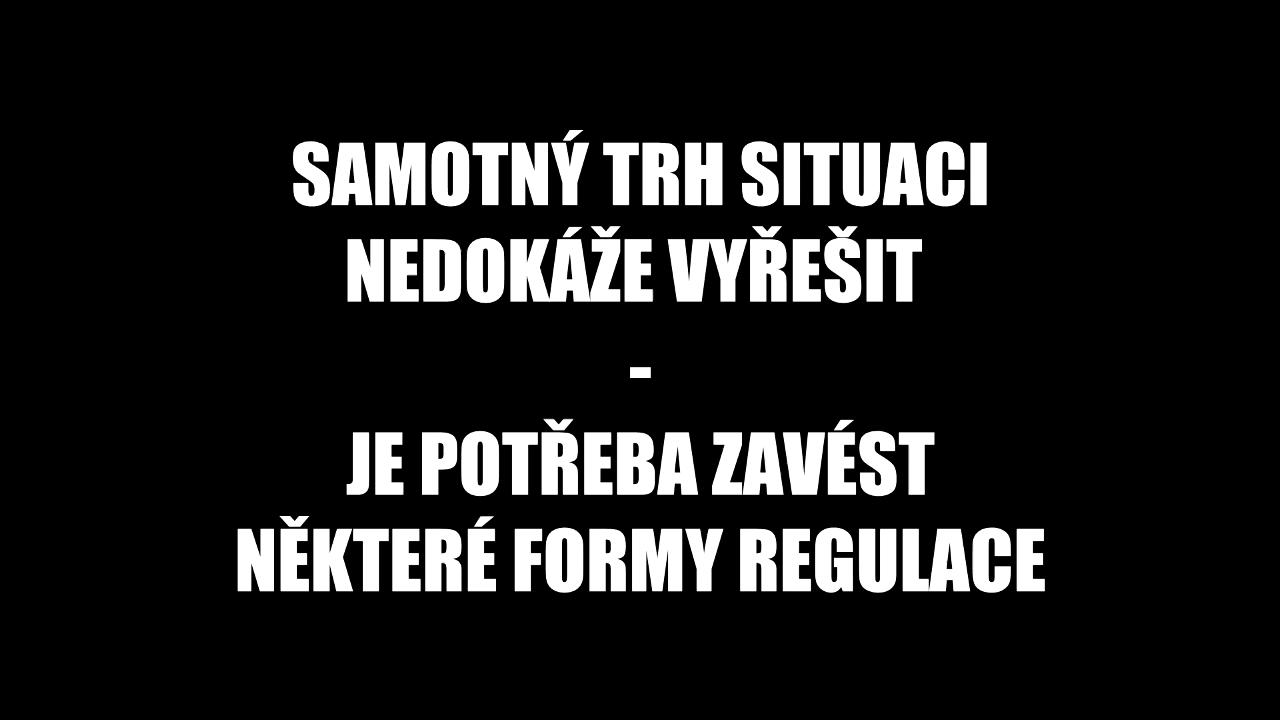 SAMOTNÝ TRH SITUACI
NEDOKÁŽE VYŘEŠIT
-
JE POTŘEBA ZAVÉST
NĚKTERÉ FORMY REGULACE